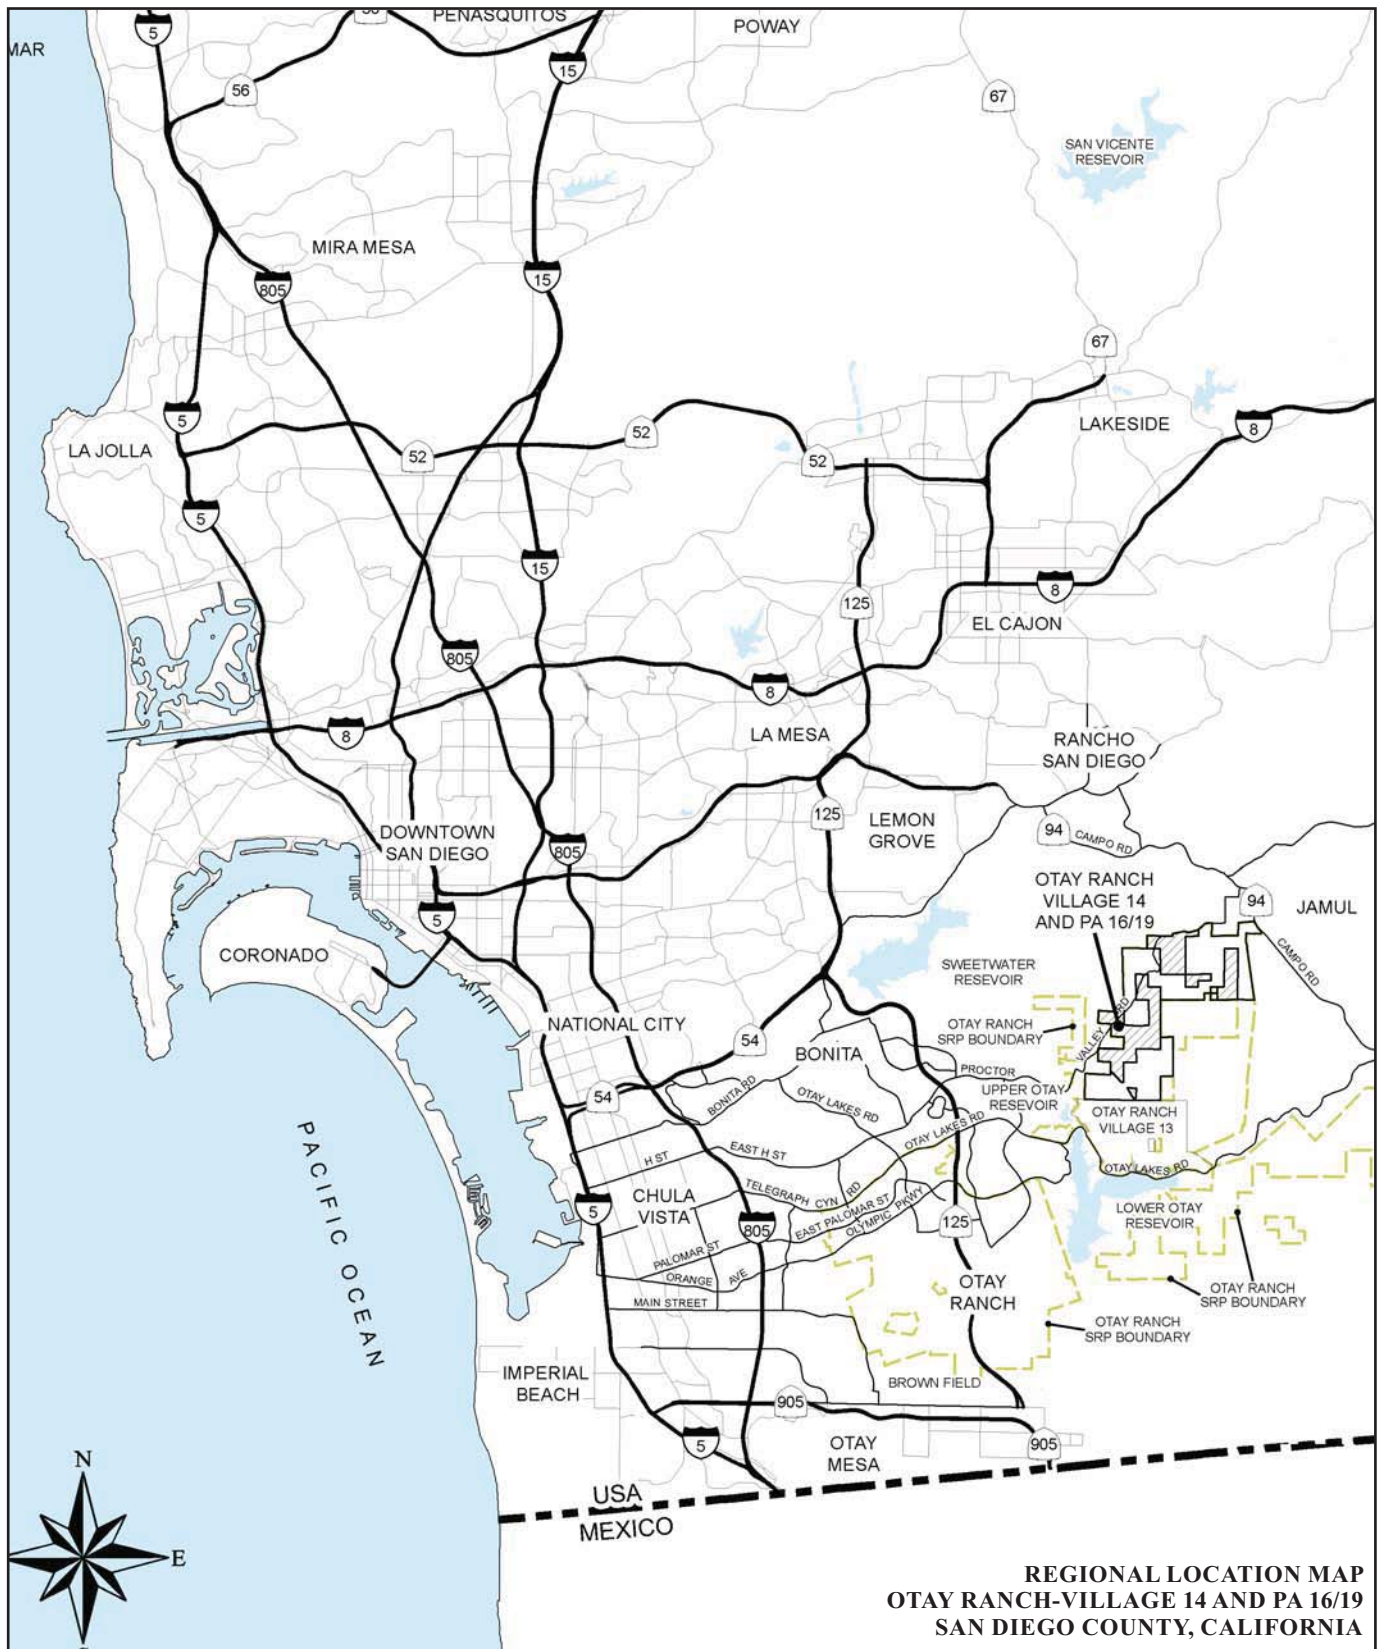 PENASQUITOS
POWAY
5
MAR
15
56
67
SAN VICENTE
RESEVOIR
MIRA MESA
15
805
67
5
LAKESIDE
8
LA JOLLA
52
52
52
5
15
125
8
EL CAJON
805
8
8
LA MESA
RANCHO
SAN DIEGO
125
LEMON
GROVE
94
CAMPO RD
DOWNTOWN
SAN DIEGO
805
OTAY RANCH
VILLAGE 14
AND PA 16/19
94
JAMUL
5
CORONADO
CAMPO RD
SWEETWATER
RESEVOIR
NATIONAL CITY
OTAY RANCH
SRP BOUNDARY
VALLEY RD
54
BONITA
PROCTOR
54
BONITA RD
OTAY LAKES RD
UPPER OTAY
RESEVOIR
OTAY RANCH
VILLAGE 13
OTAY LAKES RD
H ST
EAST H ST
OTAY LAKES RD
PACIFIC OCEAN
CHULA
VISTA
TELEGRAPH CYN RD
EAST PALOMAR ST
OLYMPIC PKWY
5
805
125
LOWER OTAY
RESEVOIR
PALOMAR ST
ORANGE AVE
MAIN STREET
OTAY
RANCH
OTAY RANCH
SRP BOUNDARY
OTAY RANCH
SRP BOUNDARY
IMPERIAL
BEACH
BROWN FIELD
905
5
OTAY
MESA
905
USA
MEXICO
N
E
REGIONAL LOCATION MAP
OTAY RANCH-VILLAGE 14 AND PA 16/19
SAN DIEGO COUNTY, CALIFORNIA